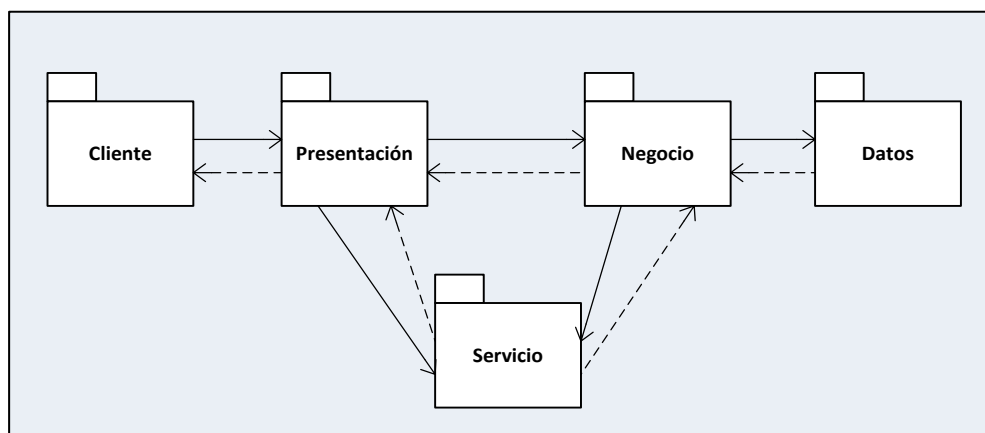 Cliente
Presentación
Negocio
Datos
Servicio